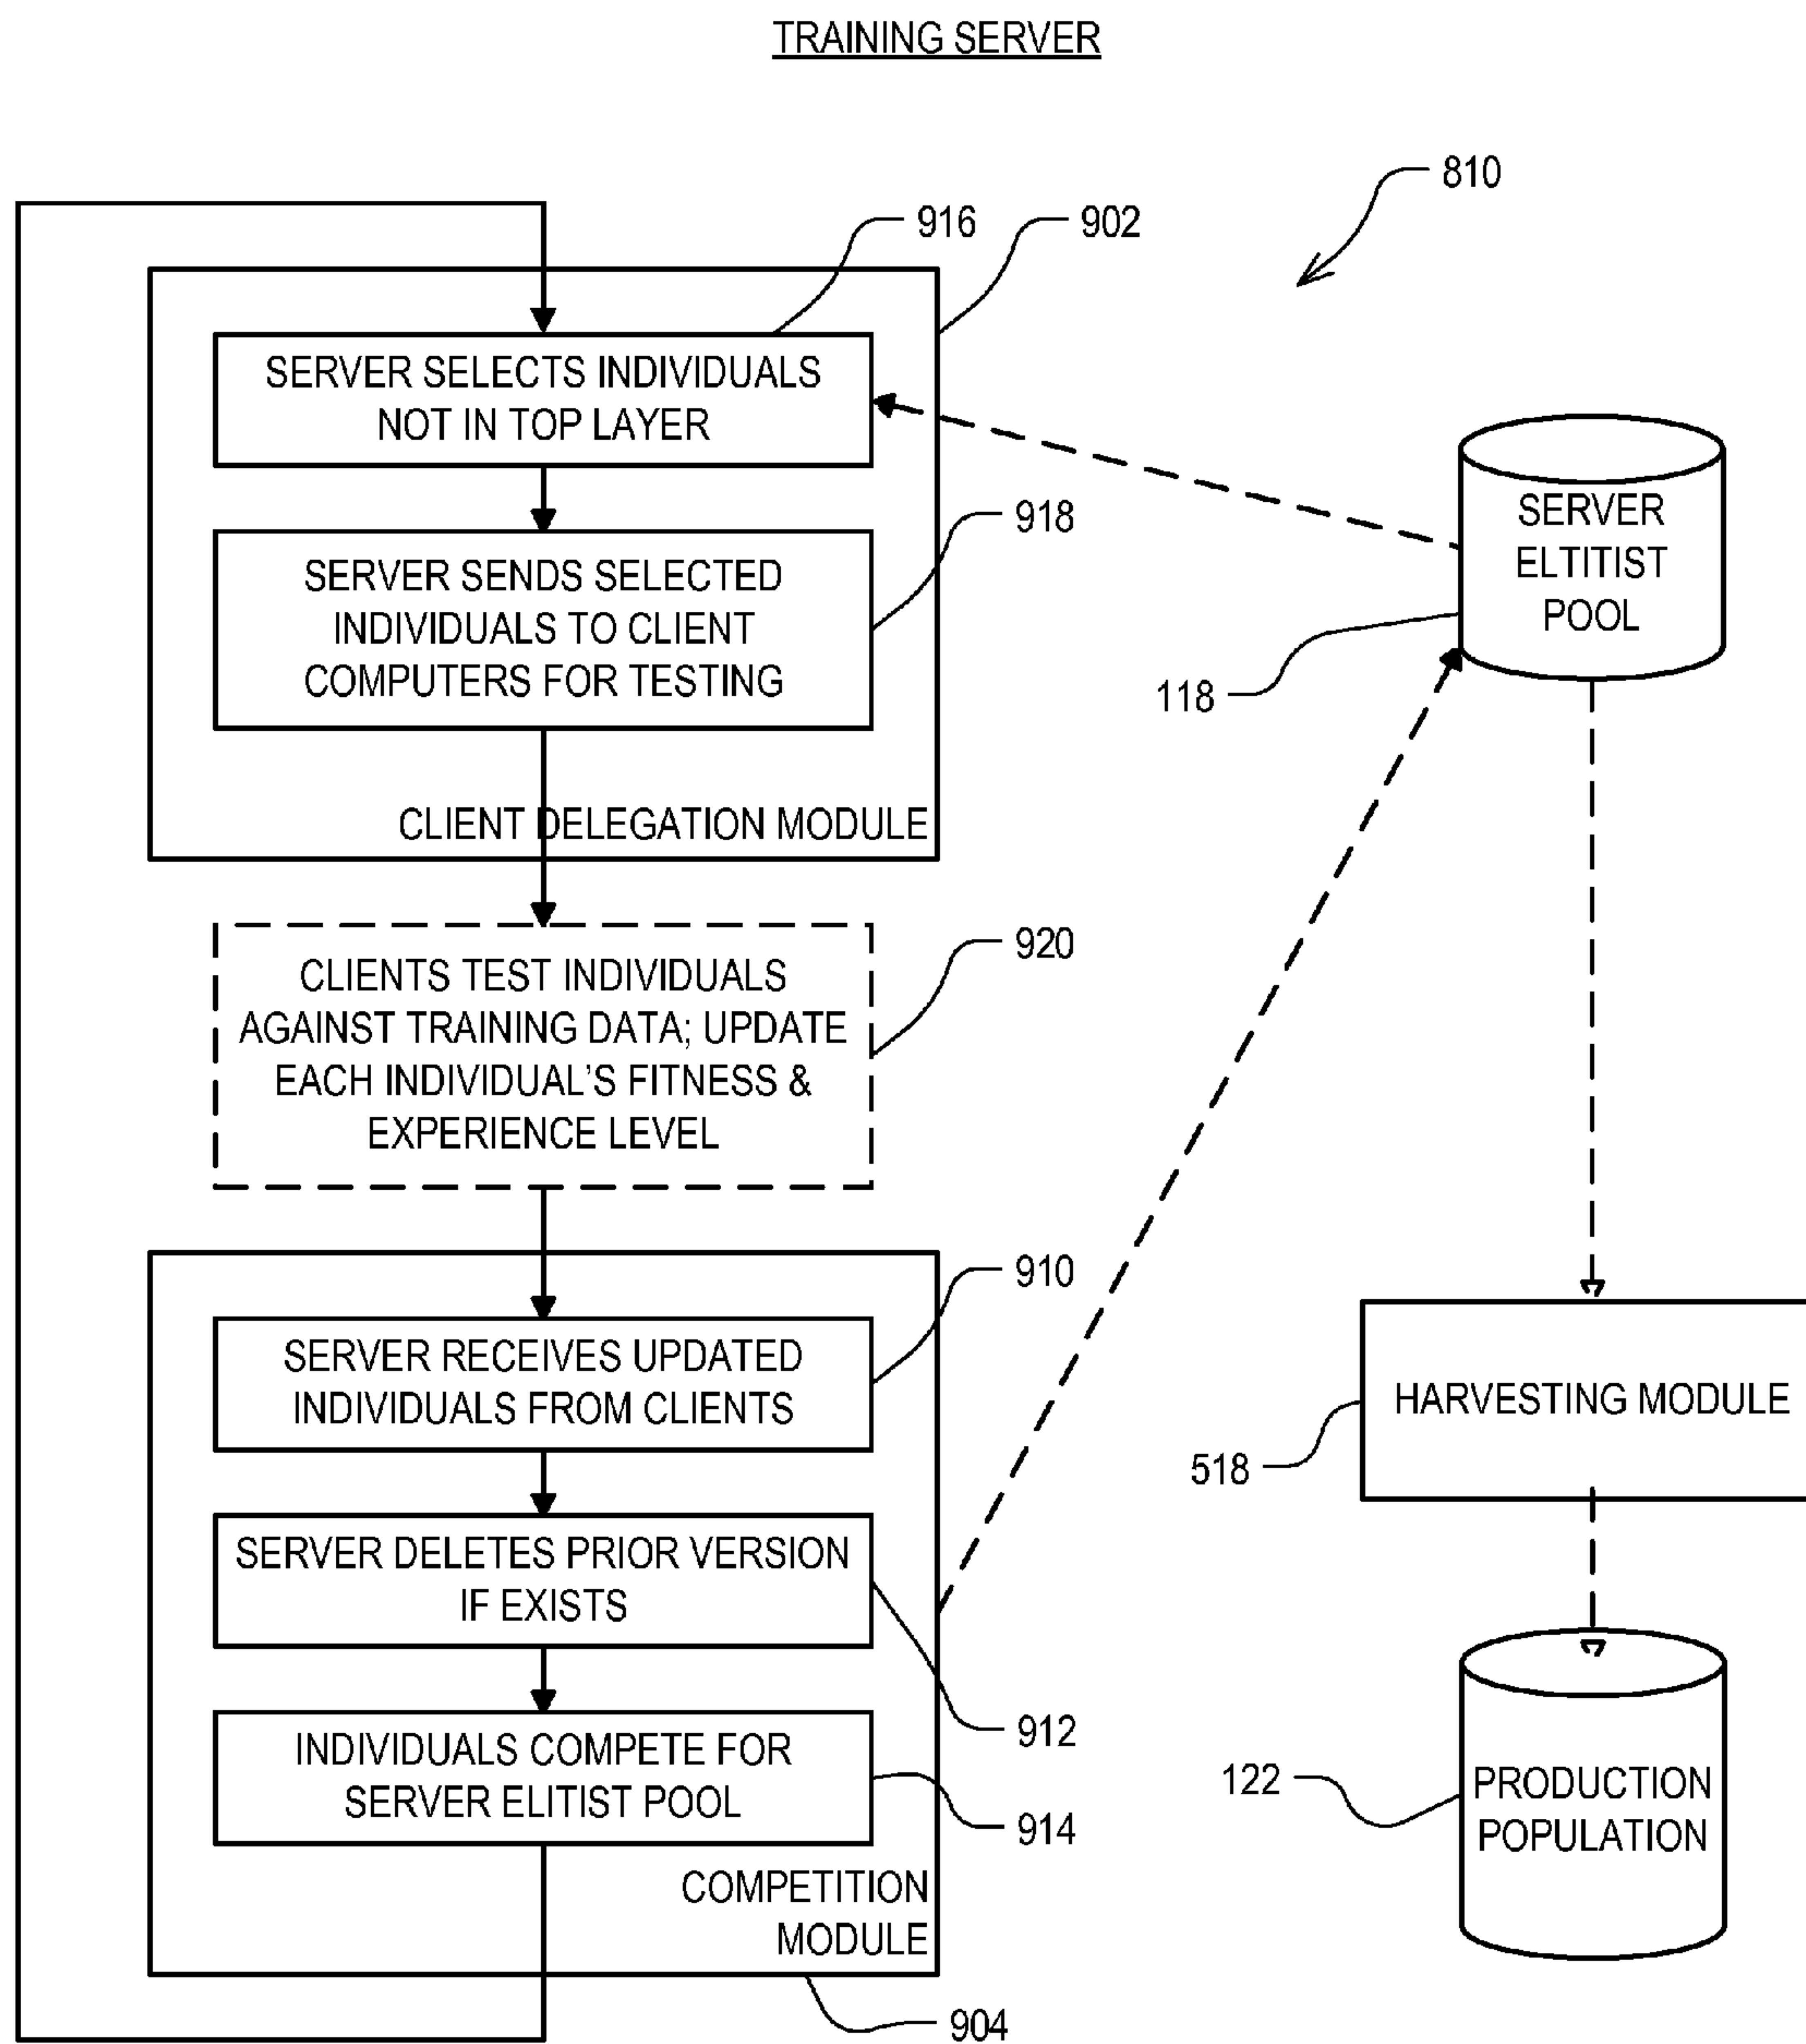 TRAINING SERVER
810
916
902
SERVER SELECTS INDIVIDUALS
NOT IN TOP LAYER
918
SERVER SENDS SELECTED
INDIVIDUALS TO CLIENT
COMPUTERS FOR TESTING
CLIENT DELEGATION MODULE
SERVER
ELTITIST
POOL
118
920
CLIENTS TEST INDIVIDUALS
AGAINST TRAINING DATA; UPDATE
EACH INDIVIDUAL'S FITNESS &
EXPERIENCE LEVEL
910
SERVER RECEIVES UPDATED
INDIVIDUALS FROM CLIENTS
SERVER DELETES PRIOR VERSION
IF EXISTS
912
INDIVIDUALS COMPETE FOR
SERVER ELITIST POOL
914
COMPETITION
MODULE
904
HARVESTING MODULE
518
122
PRODUCTION
POPULATION